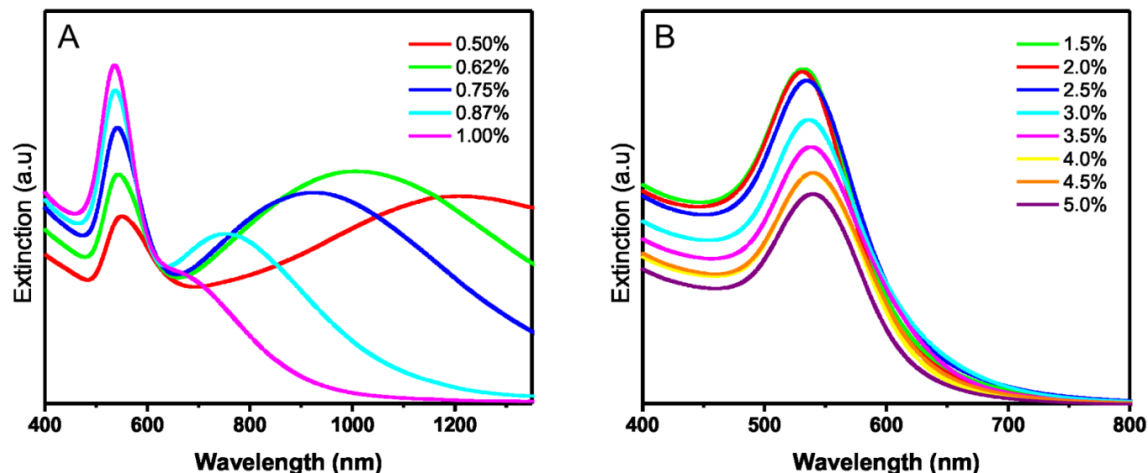 A
0.50%
0.62%
0.75%
0.87%
1.00%
Extinction (a.u)
400 600 800 1000 1200
Wavelength (nm)
B
1.5%
2.0%
2.5%
3.0%
3.5%
4.0%
4.5%
5.0%
Extinction (a.u)
400 500 600 700 800
Wavelength (nm)